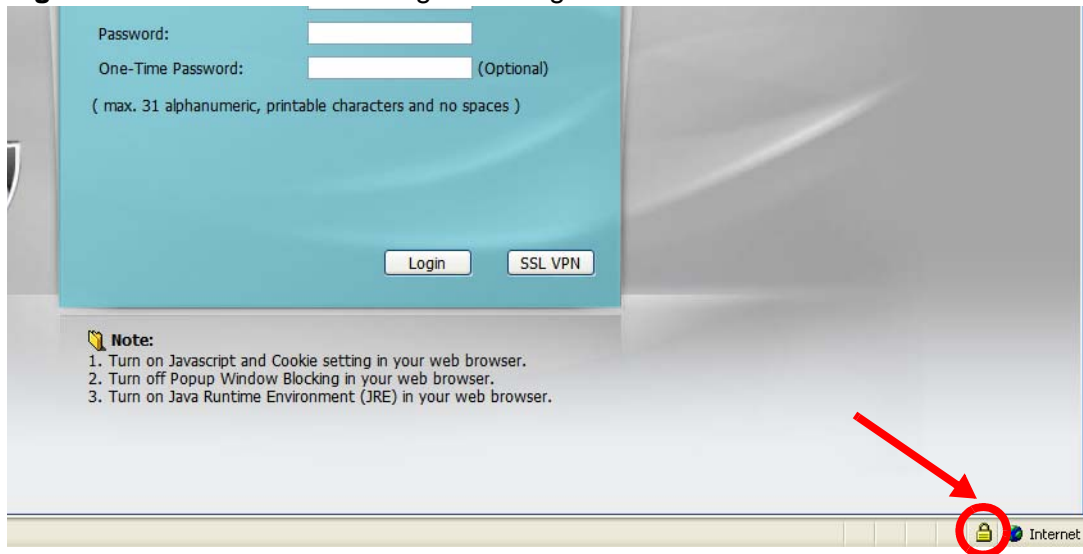 Password:
One-Time Password: (Optional)
( max. 31 alphanumeric, printable characters and no spaces )
Login SSL VPN
Note:
1. Turn on Javascript and Cookie setting in your web browser.
2. Turn off Popup Window Blocking in your web browser.
3. Turn on Java Runtime Environment (JRE) in your web browser.
Internet